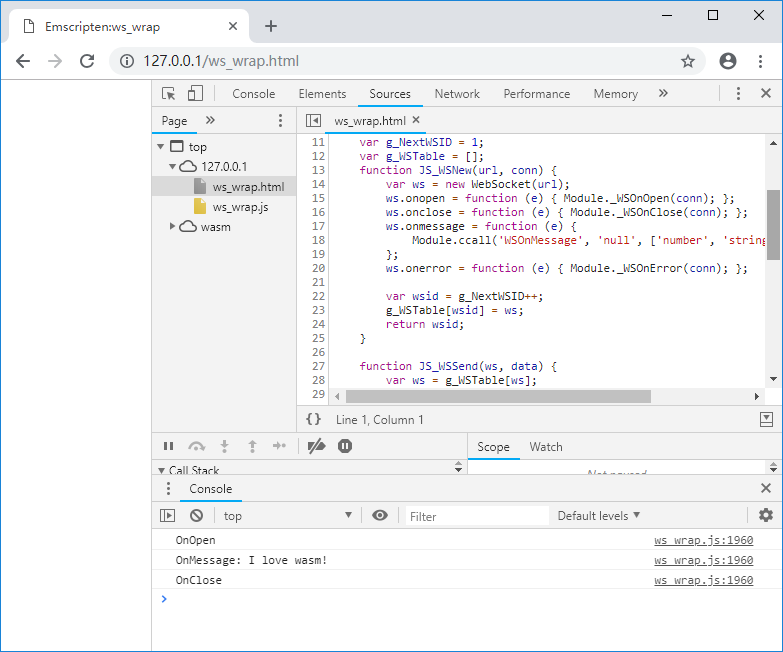 Emscripten:ws_wrap
127.0.0.1/ws_wrap.html
Console Elements Sources Network Performance Memory
Page
ws_wrap.html
top
127.0.0.1
ws_wrap.html
ws_wrap.js
wasm
11 var g_NextWSID = 1;
12 var g_WSTable = [];
13 function JS_WSNew(url, conn) {
14 var ws = new WebSocket(url);
15 ws.onopen = function (e) { Module._WSOnOpen(conn); };
16 ws.onclose = function (e) { Module._WSOnClose(conn); };
17 ws.onmessage = function (e) {
18 Module.ccall('WSOnMessage', 'null', ['number', 'string
19 };
20 ws.onerror = function (e) { Module._WSOnError(conn); };
21
22 var wsid = g_NextWSID++;
23 g_WSTable[wsid] = ws;
24 return wsid;
25 }
26
27 function JS_WSSend(ws, data) {
28 var ws = g_WSTable[ws];
29
{} Line 1, Column 1
Scope Watch
Call Stack
Not paused
Console
top Filter Default levels
OnOpen ws_wrap.js:1960
OnMessage: I love wasm! ws_wrap.js:1960
OnClose ws_wrap.js:1960